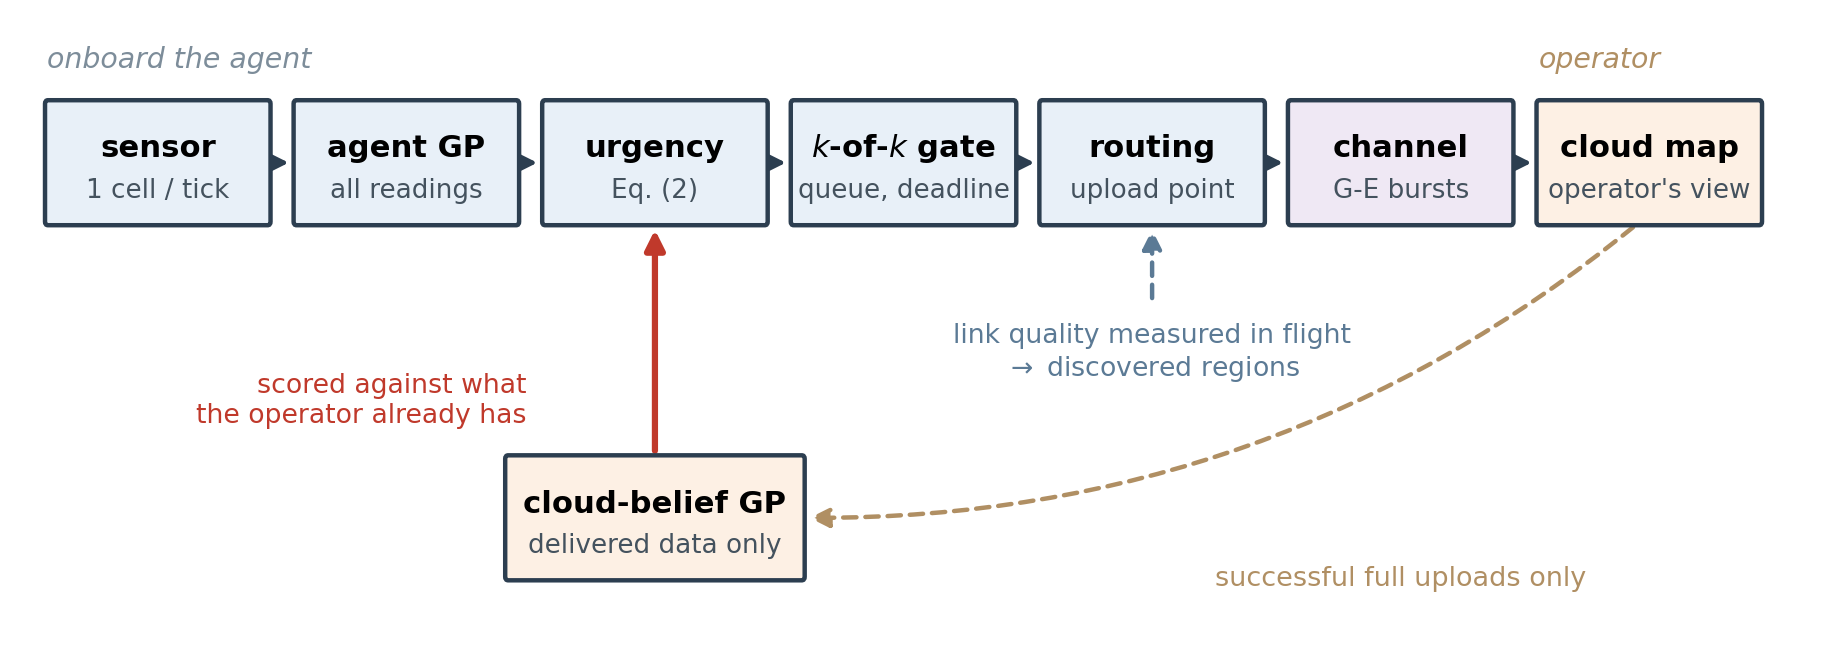 onboard the agent
operator
sensor
1 cell / tick
agent GP
all readings
urgency
Eq. (2)
k-of-k gate
queue, deadline
routing
upload point
channel
G-E bursts
cloud map
operator's view
link quality measured in flight
→ discovered regions
scored against what
the operator already has
cloud-belief GP
delivered data only
successful full uploads only